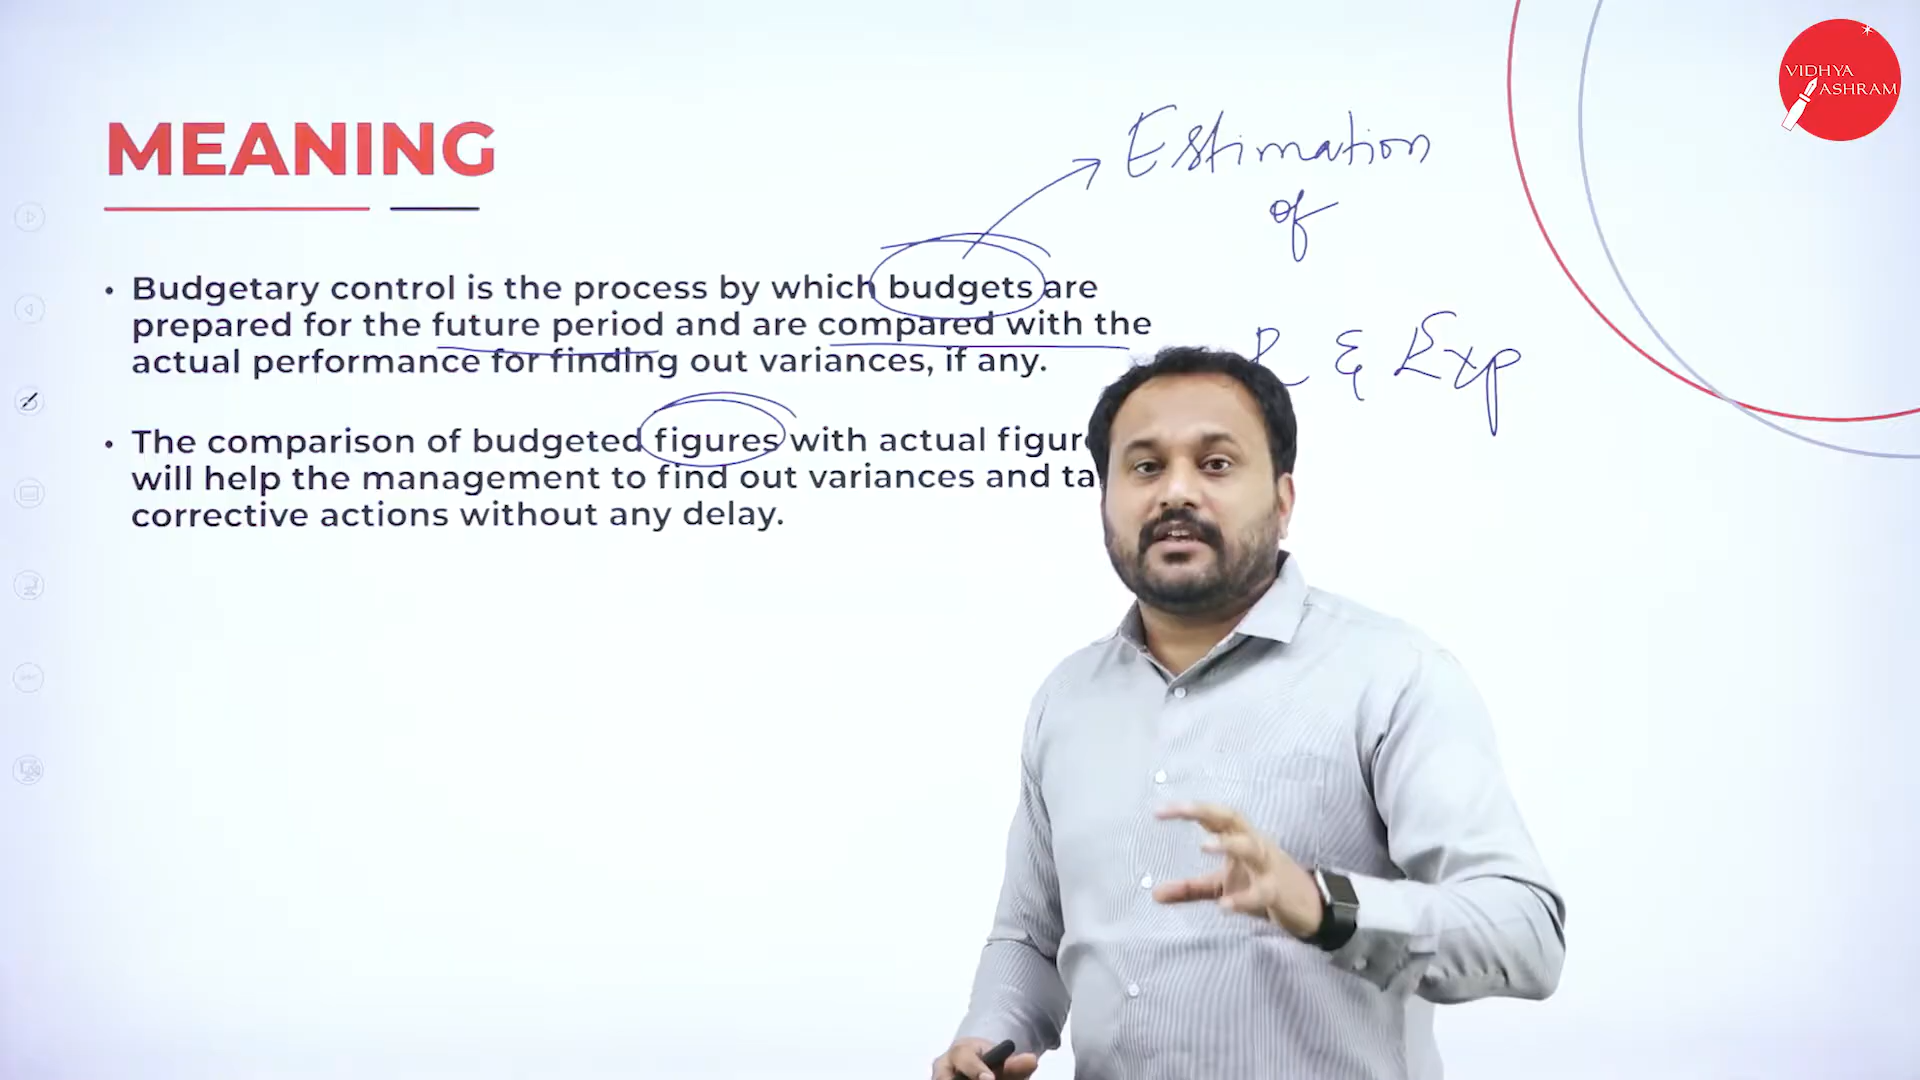 VIDHYA
ASHRAM
MEANING
Estimation
of
• Budgetary control is the process by which budgets are
prepared for the future period and are compared with the
actual performance for finding out variances, if any.
& Exp
• The comparison of budgeted figures with actual
will help the management to find out variances and
corrective actions without any delay.